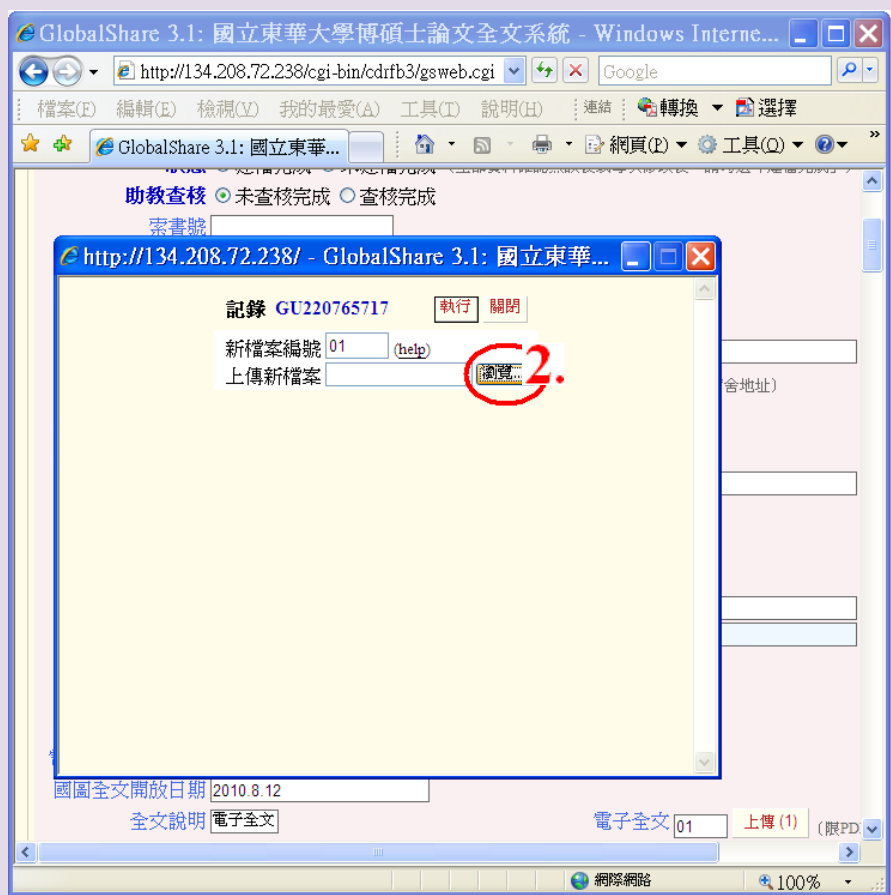 GlobalShare 3.1: 國立東華大學博碩士論文全文系統 - Windows Interne...
http://134.208.72.238/cgi-bin/cdrfb3/gsweb.cgi Google
檔案(F) 編輯(E) 檢視(V) 我的最愛(A) 工具(T) 說明(H) 連結 轉換 選擇
GlobalShare 3.1: 國立東華... 網頁(P) 工具(O) »
助教查核 未查核完成 查核完成
索書號
http://134.208.72.238/ - GlobalShare 3.1: 國立東華...
記錄 GU220765717 執行 關閉
新檔案編號 01 (help)
上傳新檔案 瀏覽... 2.
舍地址)
國圖全文開放日期 2010.8.12
全文說明 電子全文 電子全文 01 上傳 (1) (限PD
網際網路 100%